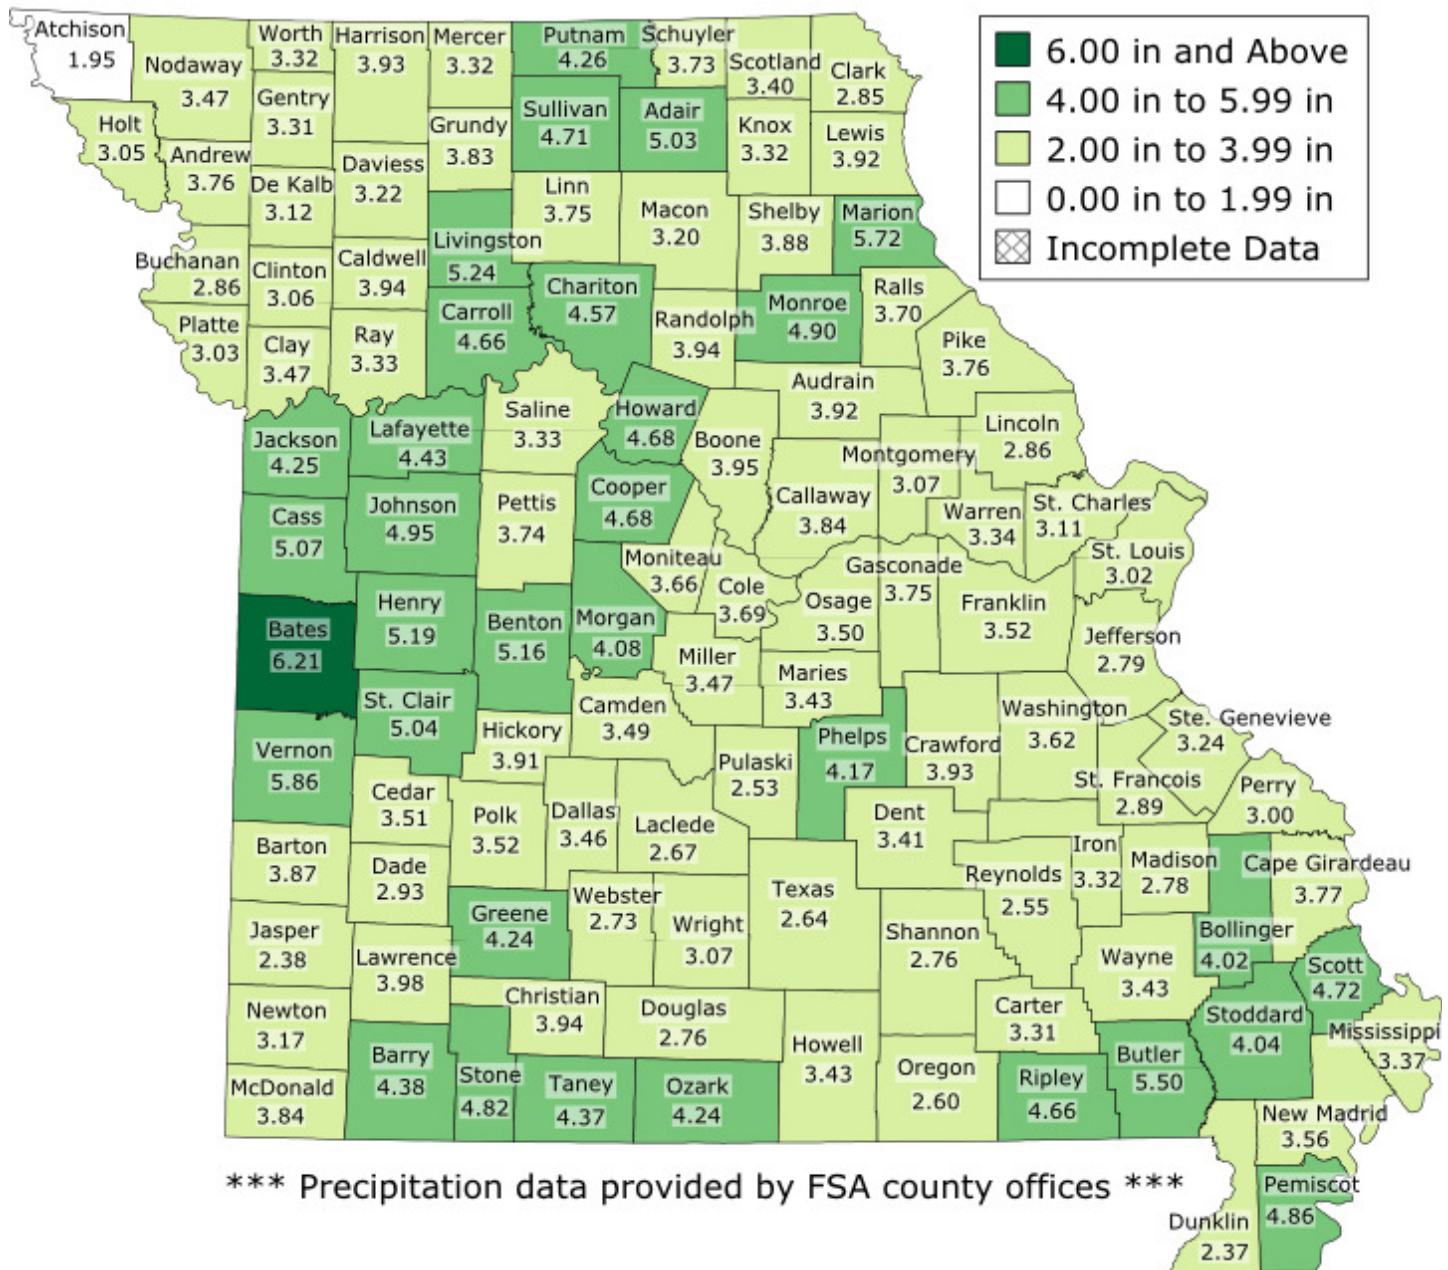 Atchison
1.95
Nodaway
3.47
Worth
3.32
Harrison
3.93
Mercer
3.32
Putnam
4.26
Schuyler
3.73
Scotland
3.40
Clark
2.85
6.00 in and Above
4.00 in to 5.99 in
2.00 in to 3.99 in
0.00 in to 1.99 in
Incomplete Data
Holt
3.05
Andrew
3.76
Gentry
3.31
De Kalb
3.12
Daviess
3.22
Grundy
3.83
Sullivan
4.71
Adair
5.03
Knox
3.32
Lewis
3.92
Linn
3.75
Macon
3.20
Shelby
3.88
Marion
5.72
Buchanan
2.86
Clinton
3.06
Caldwell
3.94
Livingston
5.24
Chariton
4.57
Randolph
3.94
Monroe
4.90
Ralls
3.70
Pike
3.76
Platte
3.03
Clay
3.47
Ray
3.33
Carroll
4.66
Audrain
3.92
Jackson
4.25
Lafayette
4.43
Saline
3.33
Howard
4.68
Boone
3.95
Callaway
3.84
Montgomery
3.07
Lincoln
2.86
Warren
3.34
St. Charles
3.11
St. Louis
3.02
Cass
5.07
Johnson
4.95
Pettis
3.74
Cooper
4.68
Moniteau
3.66
Cole
3.69
Osage
3.50
Gasconade
3.75
Franklin
3.52
Jefferson
2.79
Bates
6.21
Henry
5.19
Benton
5.16
Morgan
4.08
Miller
3.47
Maries
3.43
St. Clair
5.04
Hickory
3.91
Camden
3.49
Pulaski
2.53
Phelps
4.17
Crawford
3.93
Washington
3.62
Ste. Genevieve
3.24
St. Francois
2.89
Perry
3.00
Vernon
5.86
Cedar
3.51
Polk
3.52
Dallas
3.46
Laclede
2.67
Dent
3.41
Iron
3.32
Madison
2.78
Cape Girardeau
3.77
Barton
3.87
Dade
2.93
Greene
4.24
Webster
2.73
Wright
3.07
Texas
2.64
Reynolds
2.55
Shannon
2.76
Wayne
3.43
Bollinger
4.02
Scott
4.72
Jasper
2.38
Lawrence
3.98
Christian
3.94
Douglas
2.76
Howell
3.43
Carter
3.31
Stoddard
4.04
Mississippi
3.37
Newton
3.17
Barry
4.38
Stone
4.82
Taney
4.37
Ozark
4.24
Oregon
2.60
Ripley
4.66
Butler
5.50
McDonald
3.84
New Madrid
3.56
Pemiscot
4.86
Dunklin
2.37
*** Precipitation data provided by FSA county offices ***